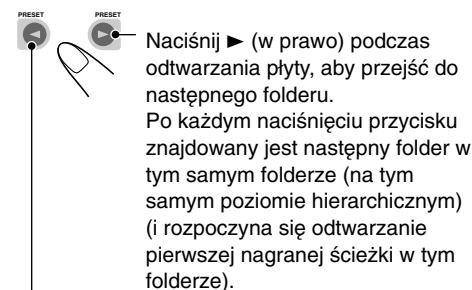 PRESET PRESET
Naciśnij ► (w prawo) podczas
odtwarzania płyty, aby przejść do
następnego folderu.
Po każdym naciśnięciu przycisku
znajdowany jest następny folder w
tym samym folderze (na tym
samym poziomie hierarchicznym)
(i rozpoczyna się odtwarzanie
pierwszej nagranej ścieżki w tym
folderze).